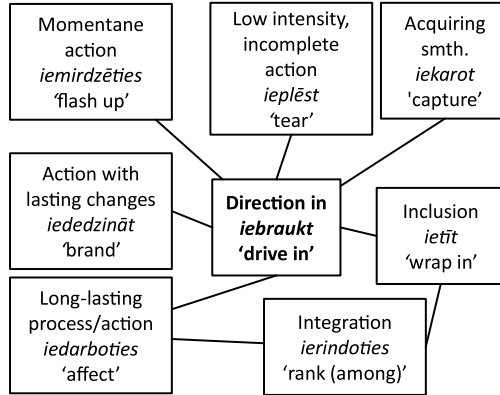 Momentane
action
iemirdzēties
‘flash up’
Low intensity,
incomplete
action
ieplēst
‘tear’
Acquiring
smth.
iekarot
'capture’
Action with
lasting changes
iededzināt
‘brand’
Direction in
iebraukt
‘drive in’
Inclusion
ietīt
‘wrap in’
Long-lasting
process/action
iedarboties
‘affect’
Integration
ierindoties
‘rank (among)’